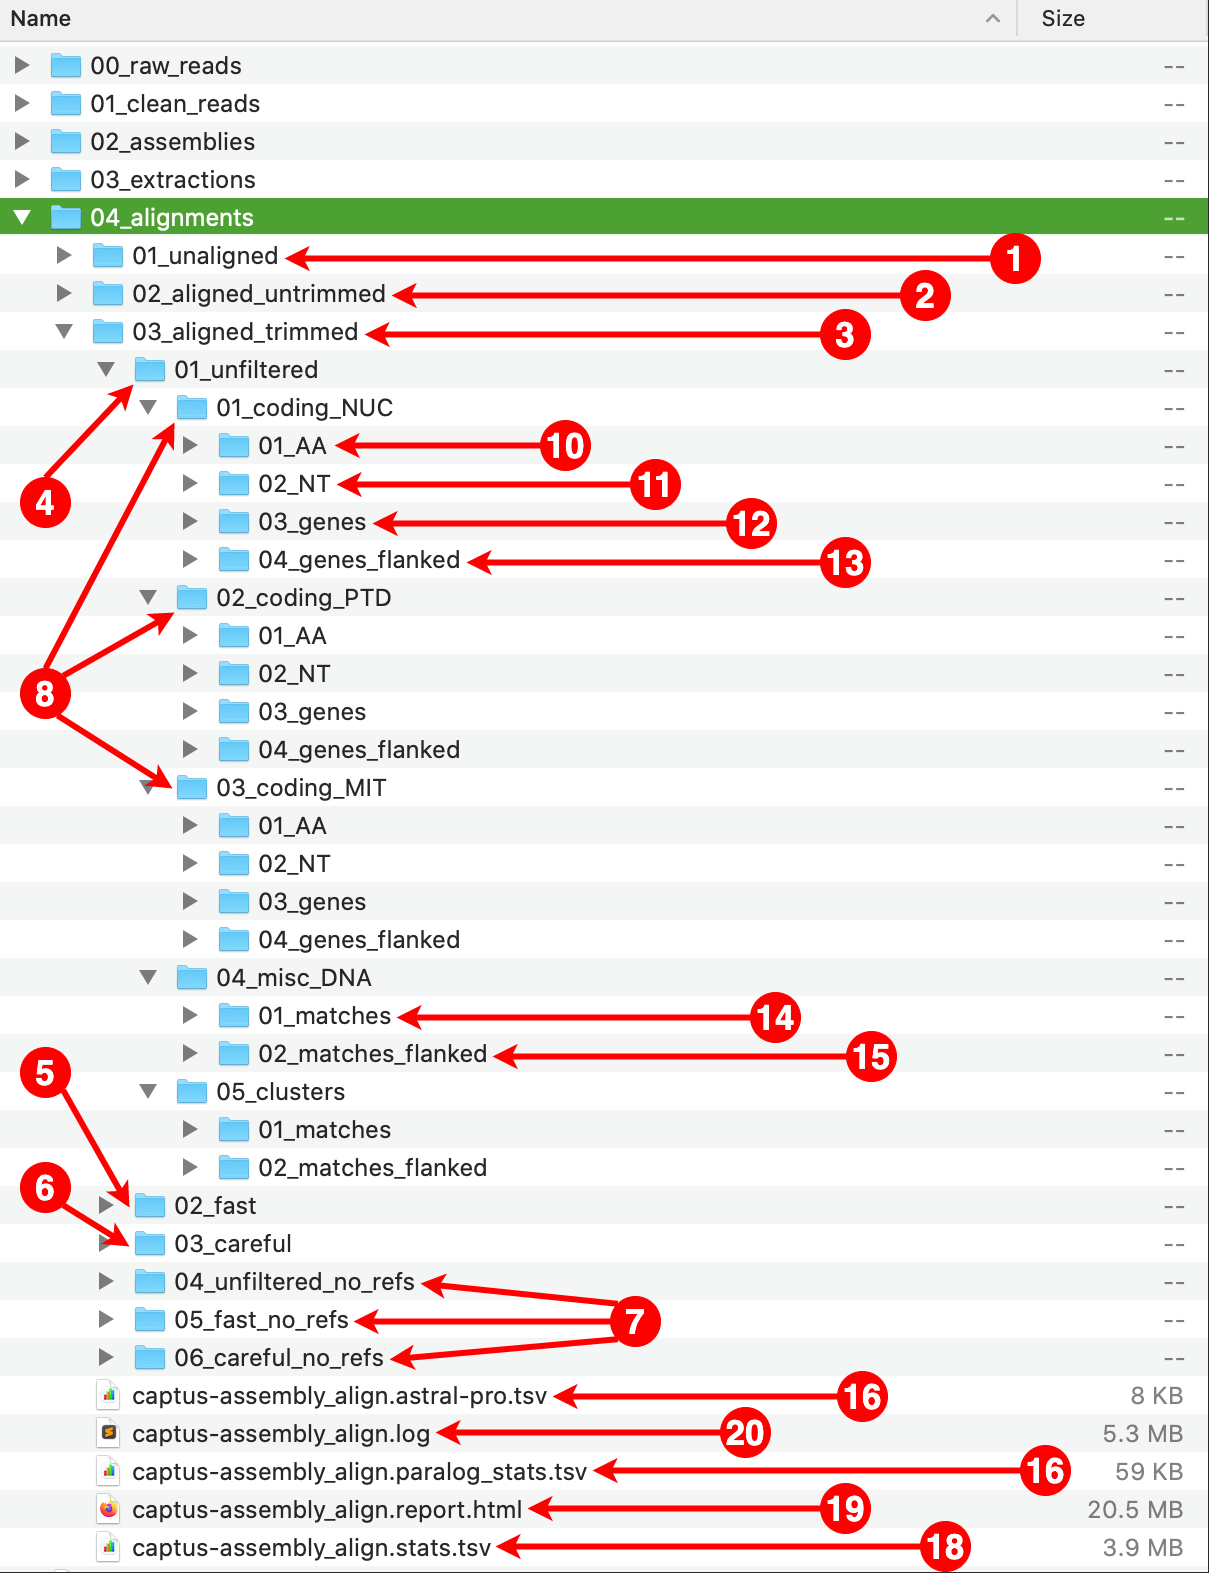 Name Size
00_raw_reads --
01_clean_reads --
02_assemblies --
03_extractions --
04_alignments --
01_unaligned 1 --
02_aligned_untrimmed 2 --
03_aligned_trimmed 3 --
01_unfiltered --
01_coding_NUC --
01_AA 10 --
4 02_NT 11 --
03_genes 12 --
04_genes_flanked 13 --
02_coding_PTD --
01_AA --
8 02_NT --
03_genes --
04_genes_flanked --
03_coding_MIT --
01_AA --
02_NT --
03_genes --
04_genes_flanked --
04_misc_DNA --
01_matches 14 --
5 02_matches_flanked 15 --
05_clusters --
01_matches --
6 02_matches_flanked --
02_fast --
03_careful --
04_unfiltered_no_refs --
05_fast_no_refs 7 --
06_careful_no_refs --
captus-assembly_align.astral-pro.tsv 16 8 KB
captus-assembly_align.log 20 5.3 MB
captus-assembly_align.paralog_stats.tsv 16 59 KB
captus-assembly_align.report.html 19 20.5 MB
captus-assembly_align.stats.tsv 18 3.9 MB